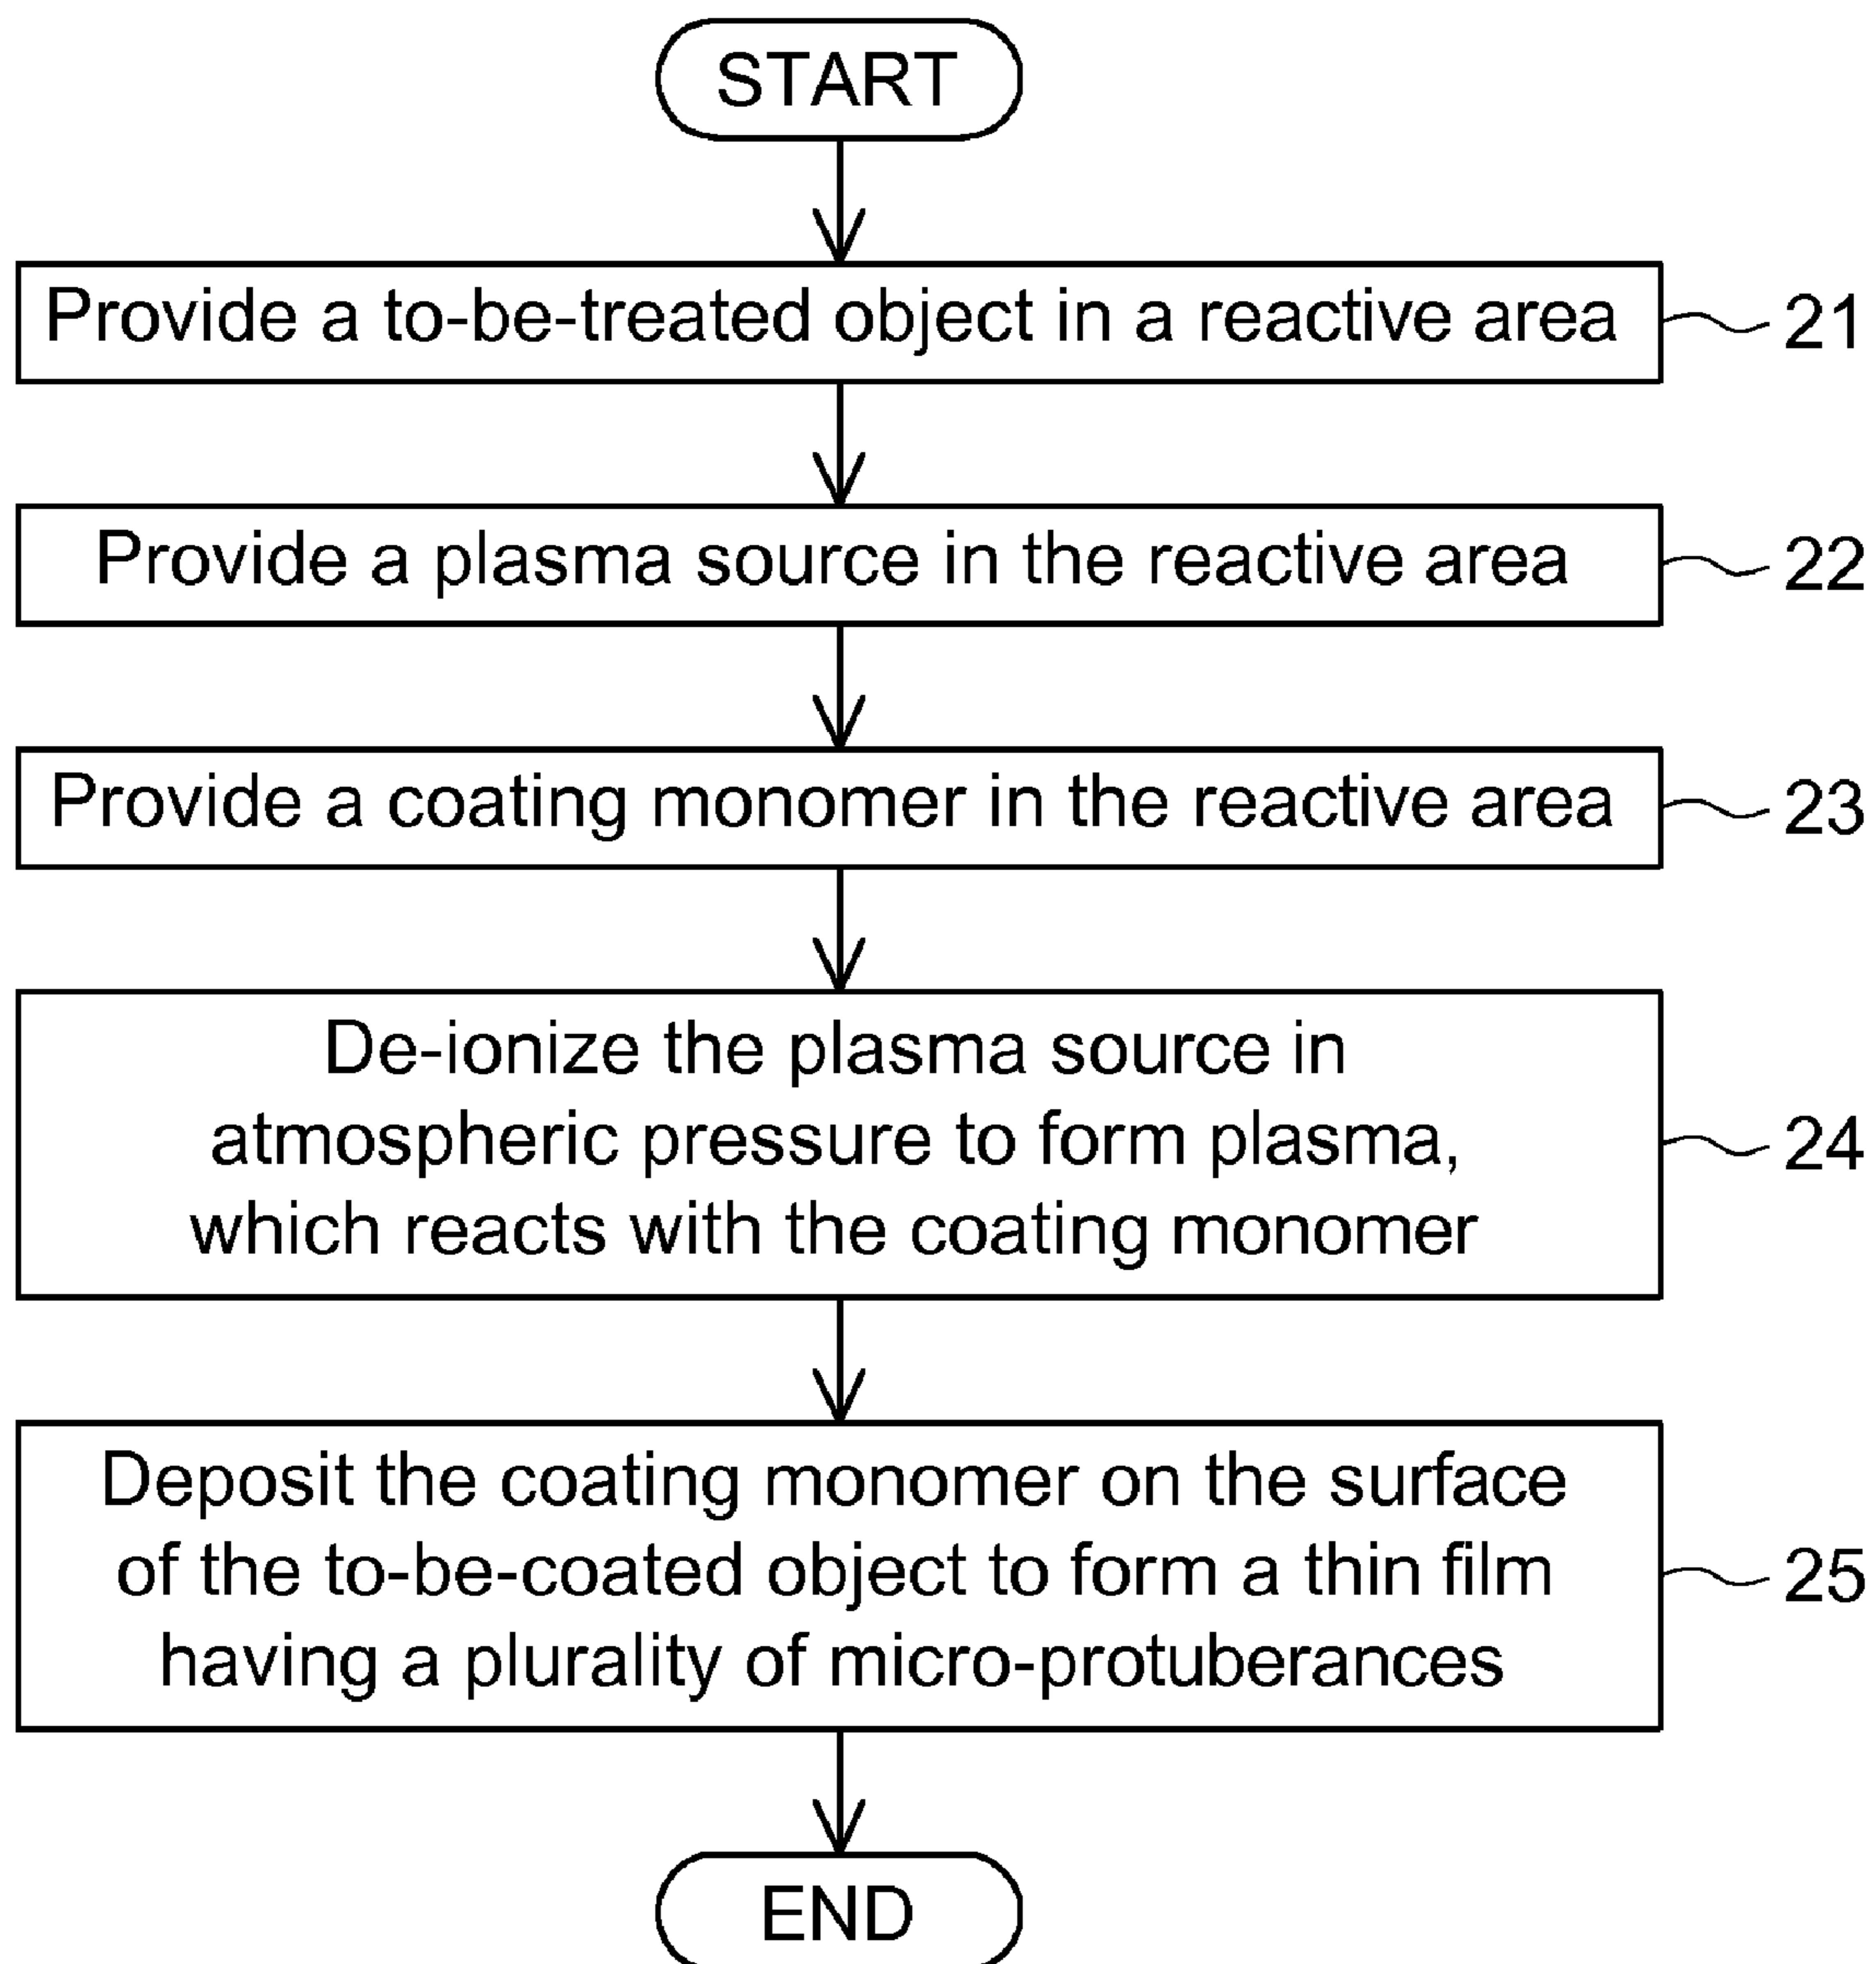 START
Provide a to-be-treated object in a reactive area
21
Provide a plasma source in the reactive area
22
Provide a coating monomer in the reactive area
23
De-ionize the plasma source in
atmospheric pressure to form plasma,
which reacts with the coating monomer
24
Deposit the coating monomer on the surface
of the to-be-coated object to form a thin film
having a plurality of micro-protuberances
25
END